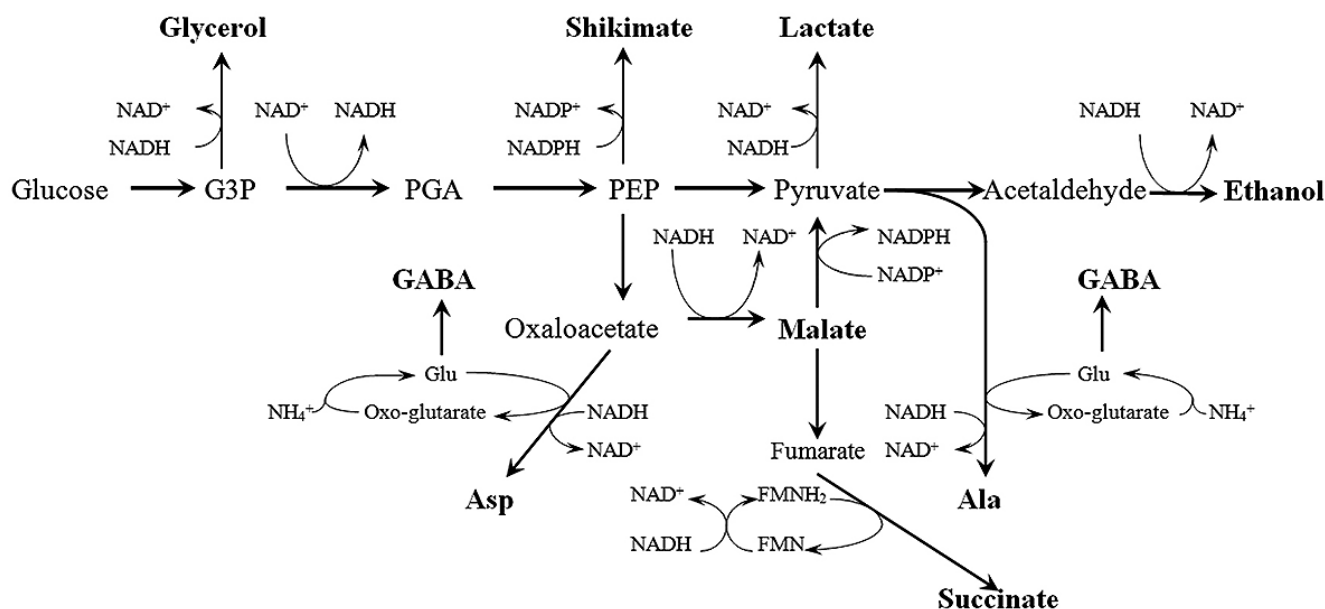 Glycerol
Shikimate
Lactate
NAD⁺
NAD⁺
NADH
NADP⁺
NAD⁺
NADH
NAD⁺
NADH
NADPH
NADH
Glucose
G3P
PGA
PEP
Pyruvate
Acetaldehyde
Ethanol
NADH
NAD⁺
NADPH
NADP⁺
GABA
GABA
Oxaloacetate
Malate
Glu
Glu
NH₄⁺
Oxo-glutarate
NADH
NADH
Oxo-glutarate
NH₄⁺
NAD⁺
Fumarate
NAD⁺
Asp
NAD⁺
FMNH₂
Ala
NADH
FMN
Succinate